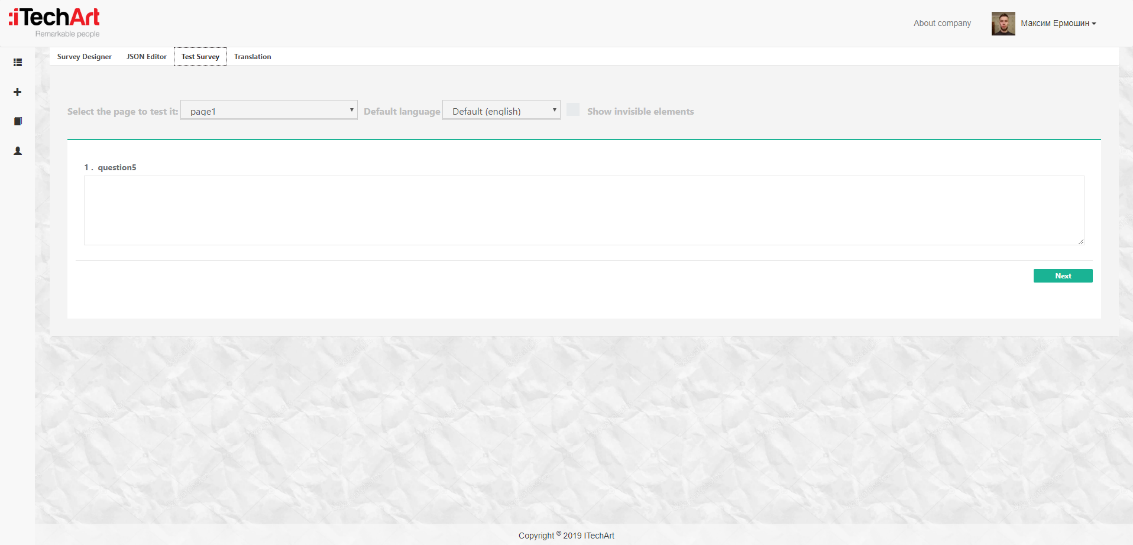 :iTechArt
Remarkable people
About company
Максим Ермошин
Survey Designer JSON Editor Test Survey Translation
Select the page to test it: page1 Default language Default (english) Show invisible elements
1 . question5
Next
Copyright © 2019 ITechArt